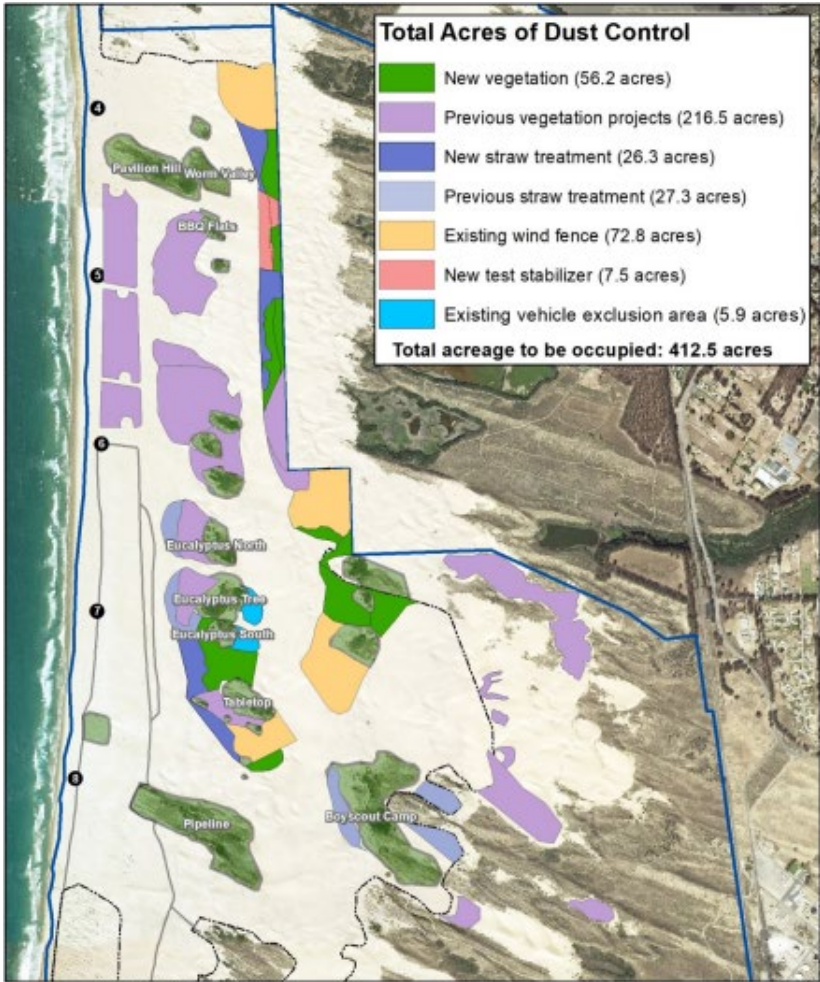 Total Acres of Dust Control
New vegetation (56.2 acres)
Previous vegetation projects (216.5 acres)
New straw treatment (26.3 acres)
Previous straw treatment (27.3 acres)
Existing wind fence (72.8 acres)
New test stabilizer (7.5 acres)
Existing vehicle exclusion area (5.9 acres)
Total acreage to be occupied: 412.5 acres
4
Pavilion Hill
Worm Valley
BBQ Flats
5
6
Eucalyptus North
Eucalyptus Tree
7
Eucalyptus South
Tabletop
8
Pipeline
Boyscout Camp